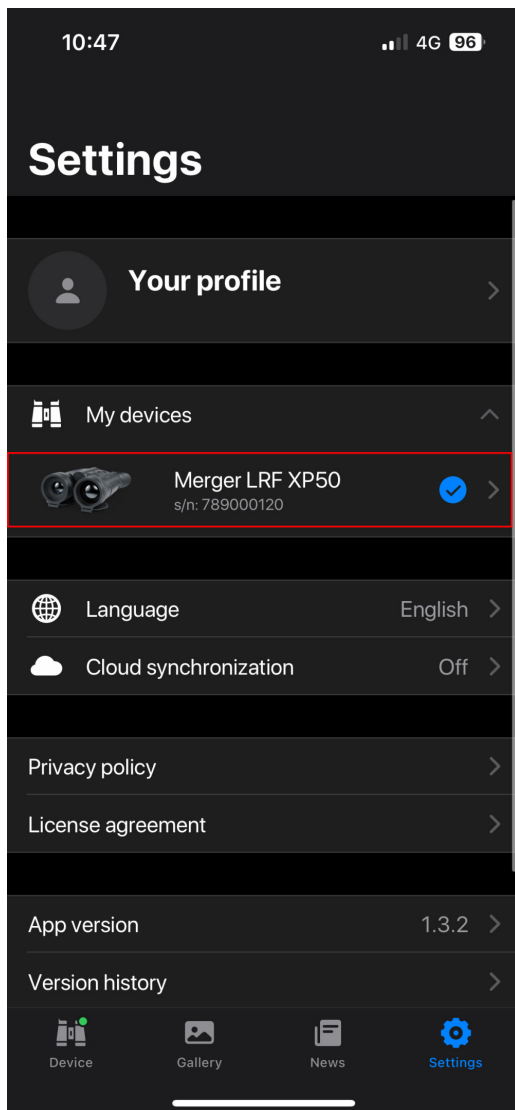 10:47
4G 96
Settings
Your profile
My devices
Merger LRF XP50
s/n: 789000120
Language English
Cloud synchronization Off
Privacy policy
License agreement
App version 1.3.2
Version history
Device Gallery News Settings